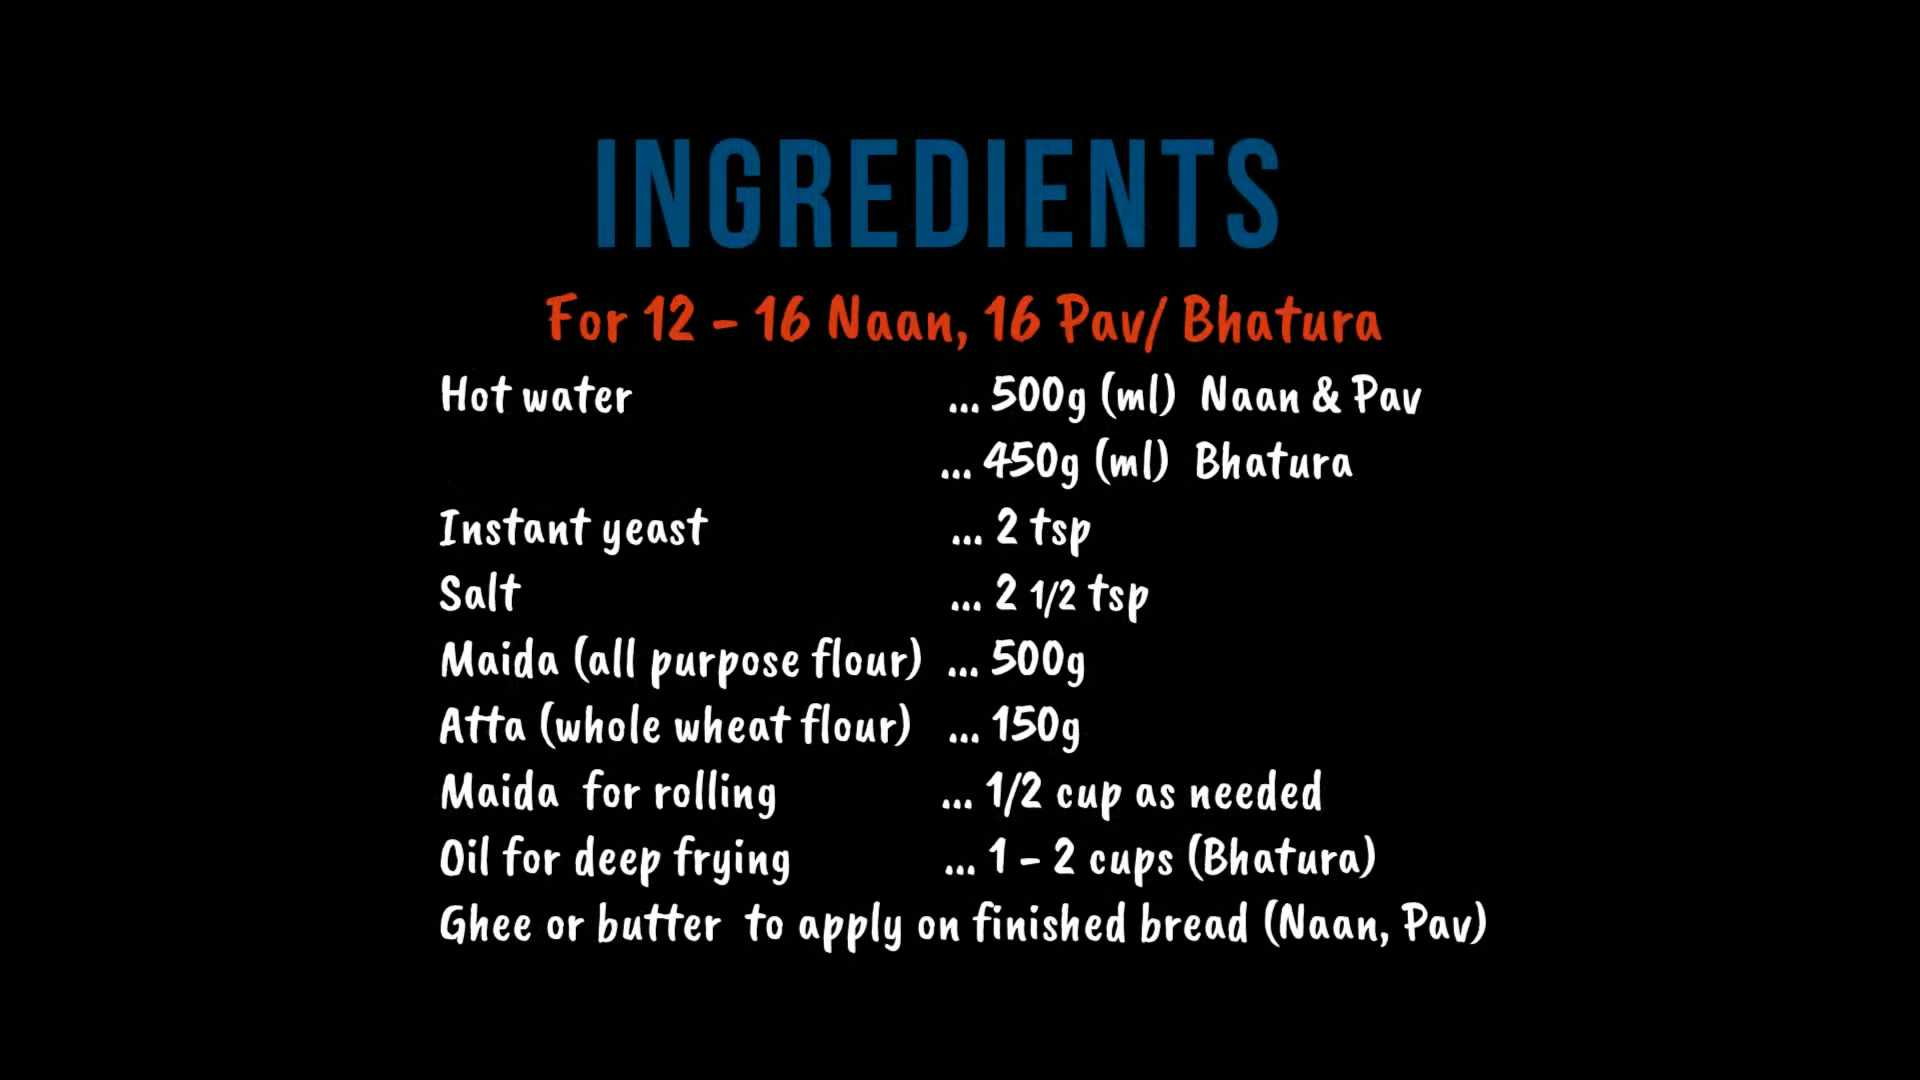 INGREDIENTS
For 12 - 16 Naan, 16 Pav/ Bhatura
Hot water ... 500g (ml) Naan & Pav
... 450g (ml) Bhatura
Instant yeast ... 2 tsp
Salt ... 2 1/2 tsp
Maida (all purpose flour) ... 500g
Atta (whole wheat flour) ... 150g
Maida for rolling ... 1/2 cup as needed
Oil for deep frying ... 1 - 2 cups (Bhatura)
Ghee or butter to apply on finished bread (Naan, Pav)